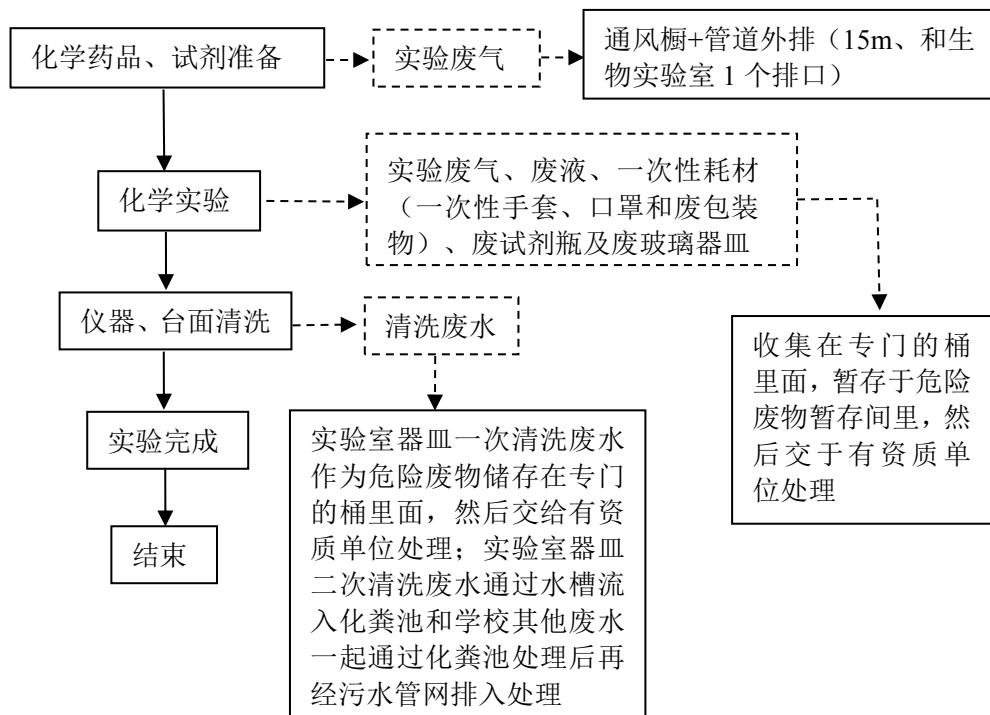 化学药品、试剂准备
实验废气
通风橱+管道外排（15m、和生
物实验室 1 个排口）
化学实验
实验废气、废液、一次性耗材
（一次性手套、口罩和废包装
物）、废试剂瓶及废玻璃器皿
仪器、台面清洗
清洗废水
收集在专门的桶
里面，暂存于危险
废物暂存间里，然
后交于有资质单
位处理
实验完成
实验室器皿一次清洗废水
作为危险废物储存在专门
的桶里面，然后交给有资
质单位处理；实验室器皿
二次清洗废水通过水槽流
入化粪池和学校其他废水
一起通过化粪池处理后再
经污水管网排入处理
结束